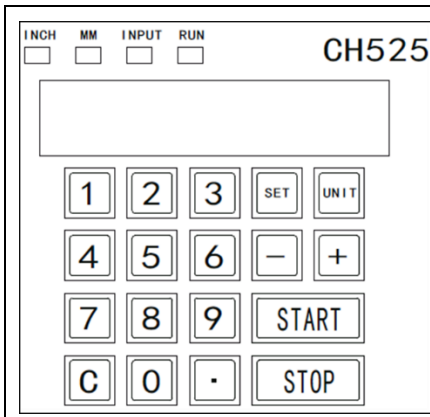 INCH MM INPUT RUN CH525
1 2 3 SET UNIT
4 5 6 - +
7 8 9 START
C 0 . STOP